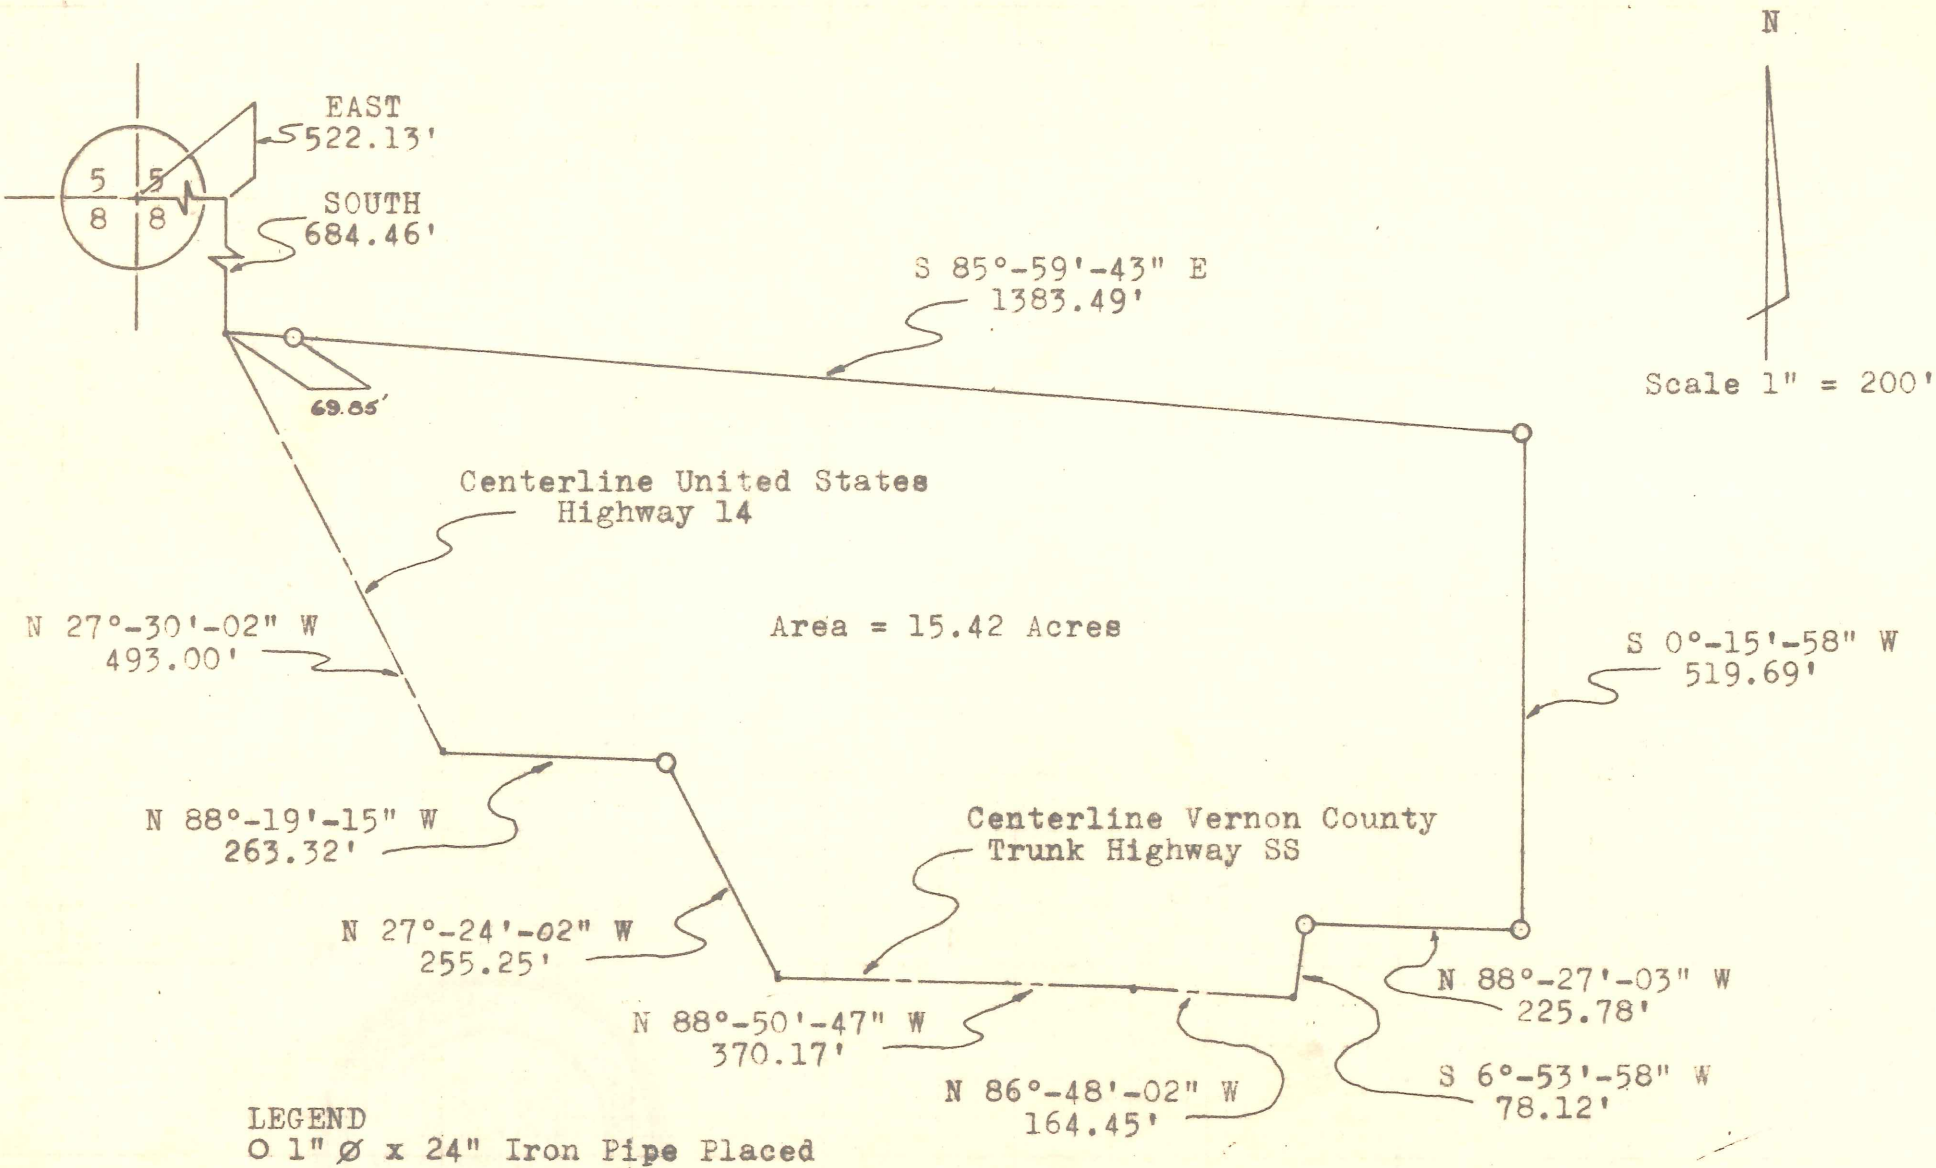 N
EAST
522.13'
5 5
8 8
SOUTH
684.46'
S 85°-59'-43" E
1383.49'
Scale 1" = 200'
69.85'
Centerline United States
Highway 14
N 27°-30'-02" W
493.00'
Area = 15.42 Acres
S 0°-15'-58" W
519.69'
N 88°-19'-15" W
263.32'
Centerline Vernon County
Trunk Highway SS
N 27°-24'-02" W
255.25'
N 88°-27'-03" W
225.78'
N 88°-50'-47" W
370.17'
N 86°-48'-02" W
164.45'
S 6°-53'-58" W
78.12'
LEGEND
O 1" Ø x 24" Iron Pipe Placed